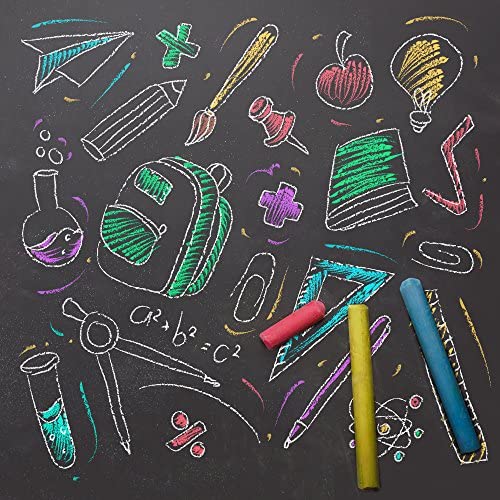 a² + b² = c²